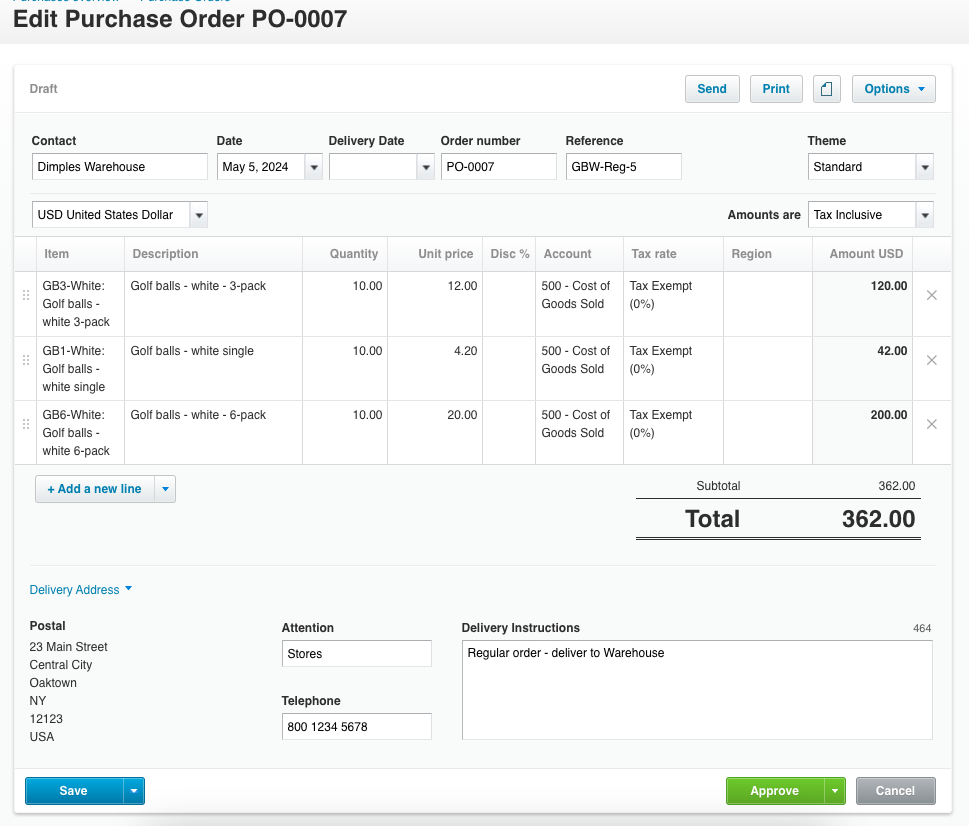 Purchases overview › Purchase Orders
Edit Purchase Order PO-0007
Draft
Send
Print
Options
Contact
Date
Delivery Date
Order number
Reference
Theme
Dimples Warehouse
May 5, 2024
PO-0007
GBW-Reg-5
Standard
USD United States Dollar
Amounts are
Tax Inclusive
Item
Description
Quantity
Unit price
Disc %
Account
Tax rate
Region
Amount USD
GB3-White:
Golf balls -
white 3-pack
Golf balls - white - 3-pack
10.00
12.00
500 - Cost of
Goods Sold
Tax Exempt
(0%)
120.00
GB1-White:
Golf balls -
white single
Golf balls - white single
10.00
4.20
500 - Cost of
Goods Sold
Tax Exempt
(0%)
42.00
GB6-White:
Golf balls -
white 6-pack
Golf balls - white - 6-pack
10.00
20.00
500 - Cost of
Goods Sold
Tax Exempt
(0%)
200.00
+ Add a new line
Subtotal
362.00
Total
362.00
Delivery Address
Postal
23 Main Street
Central City
Oaktown
NY
12123
USA
Attention
Stores
Telephone
800 1234 5678
Delivery Instructions
464
Regular order - deliver to Warehouse
Save
Approve
Cancel